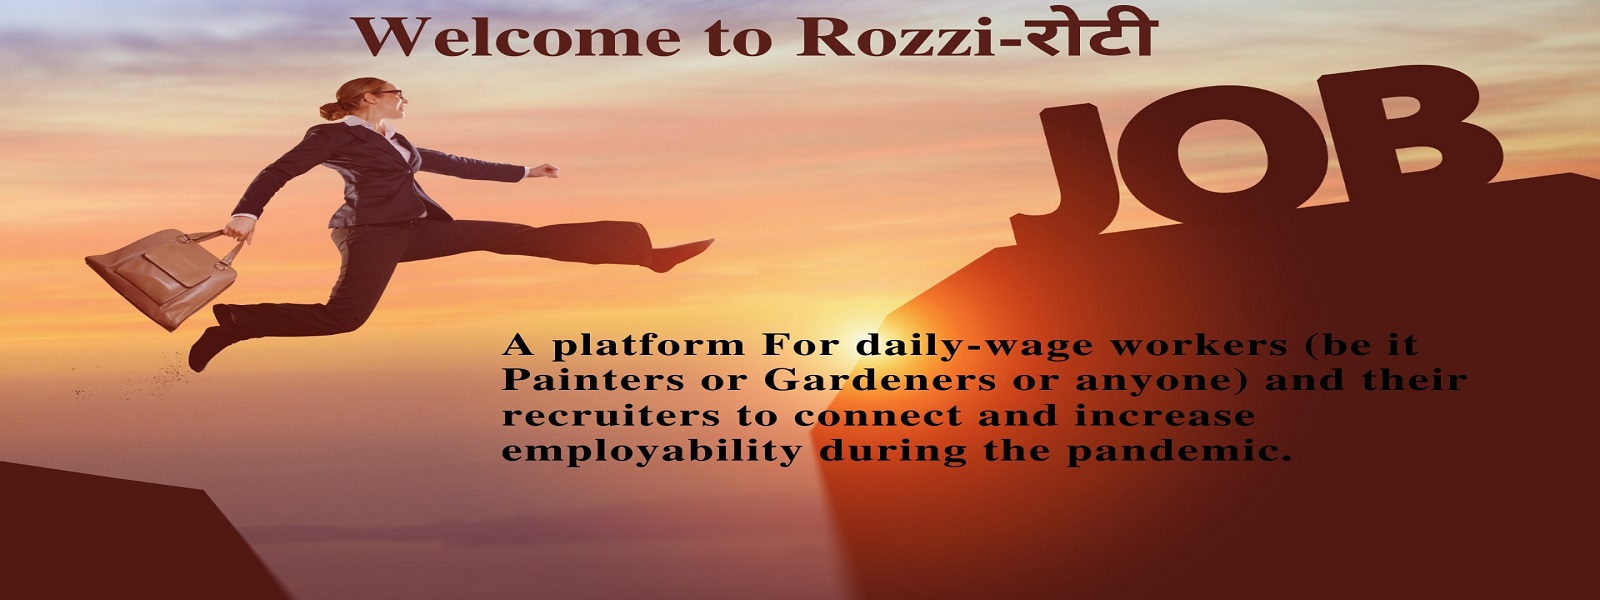 Welcome to Rozzi-रोटी
JOB
A platform For daily-wage workers (be it
Painters or Gardeners or anyone) and their
recruiters to connect and increase
employability during the pandemic.